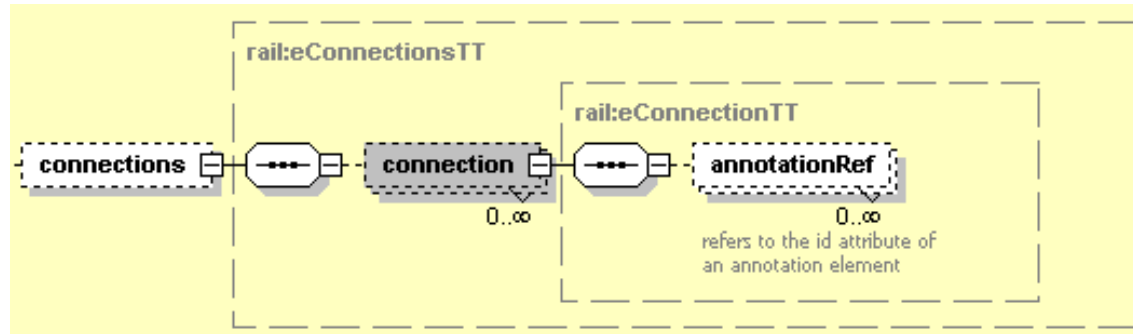 rail:eConnectionsTT
rail:eConnectionTT
connections
connection
annotationRef
0..∞
0..∞
refers to the id attribute of
an annotation element